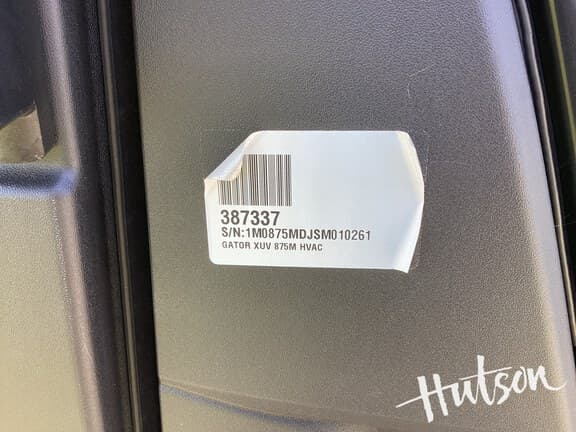 387337
S/N:1M0875MDJSM010261
GATOR XUV 875M HVAC
Hutson